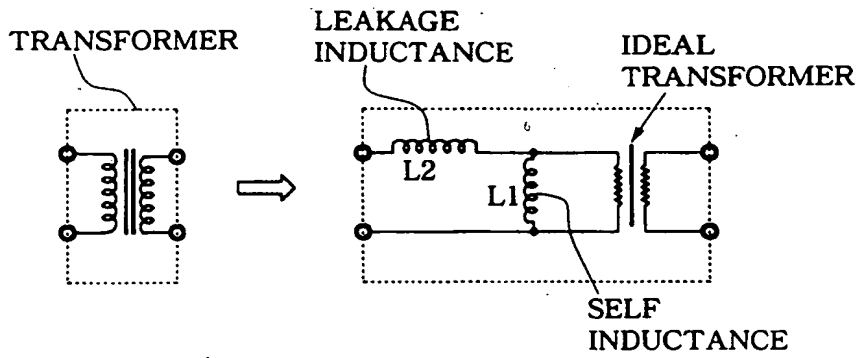 TRANSFORMER
LEAKAGE
INDUCTANCE
IDEAL
TRANSFORMER
L2
L1
SELF
INDUCTANCE